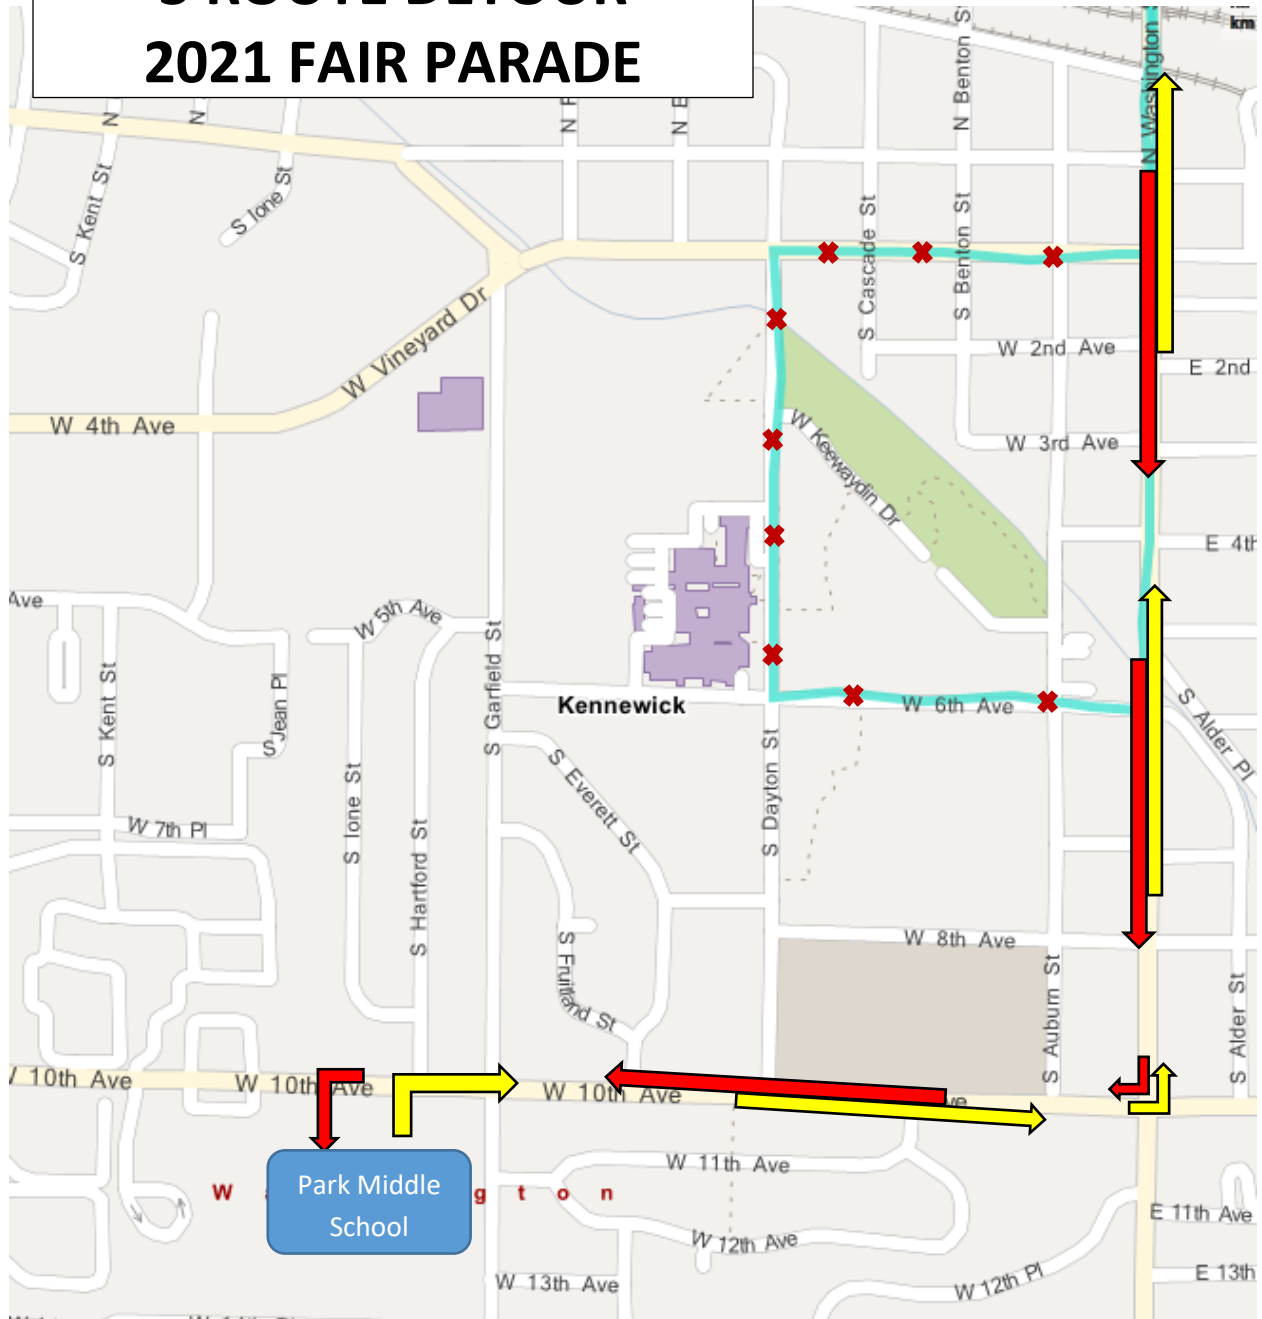 2021 FAIR PARADE
km
N Washington
N Benton St
N
N
N
N
S Kent St
S Ione St
S Cascade St
S Benton St
W Vineyard Dr
W 2nd Ave
E 2nd
W 4th Ave
W 3rd Ave
W Keewaydin Dr
E 4th
Ave
W 5th Ave
S Kent St
S Jean Pl
S Garfield St
Kennewick
W 6th Ave
S Alder Pl
S Everett St
S Dayton St
W 7th Pl
S Ione St
S Hartford St
W 8th Ave
S Fruitland St
S Auburn St
S Alder St
W 10th Ave
W 10th Ave
W 10th Ave
ve
Park Middle
School
W g t o n
W 11th Ave
E 11th Ave
W 12th Ave
W 12th Pl
W 13th Ave
E 13th